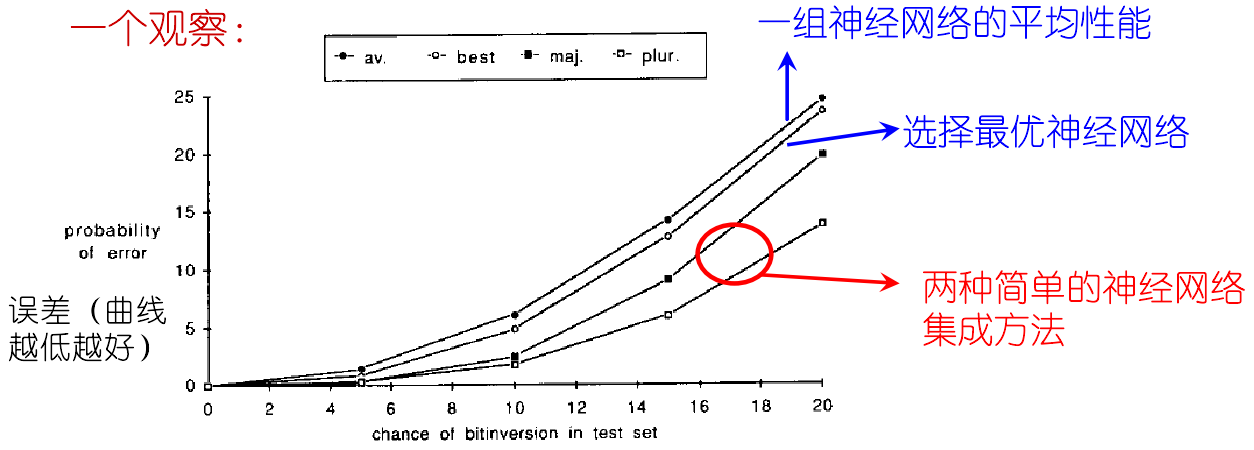 一个观察：
一组神经网络的平均性能
av. best maj. plur.
选择最优神经网络
25
20
15
10
5
0
probability
of error
误差（曲线
越低越好）
两种简单的神经网络
集成方法
0 2 4 6 8 10 12 14 16 18 20
chance of bitinversion in test set